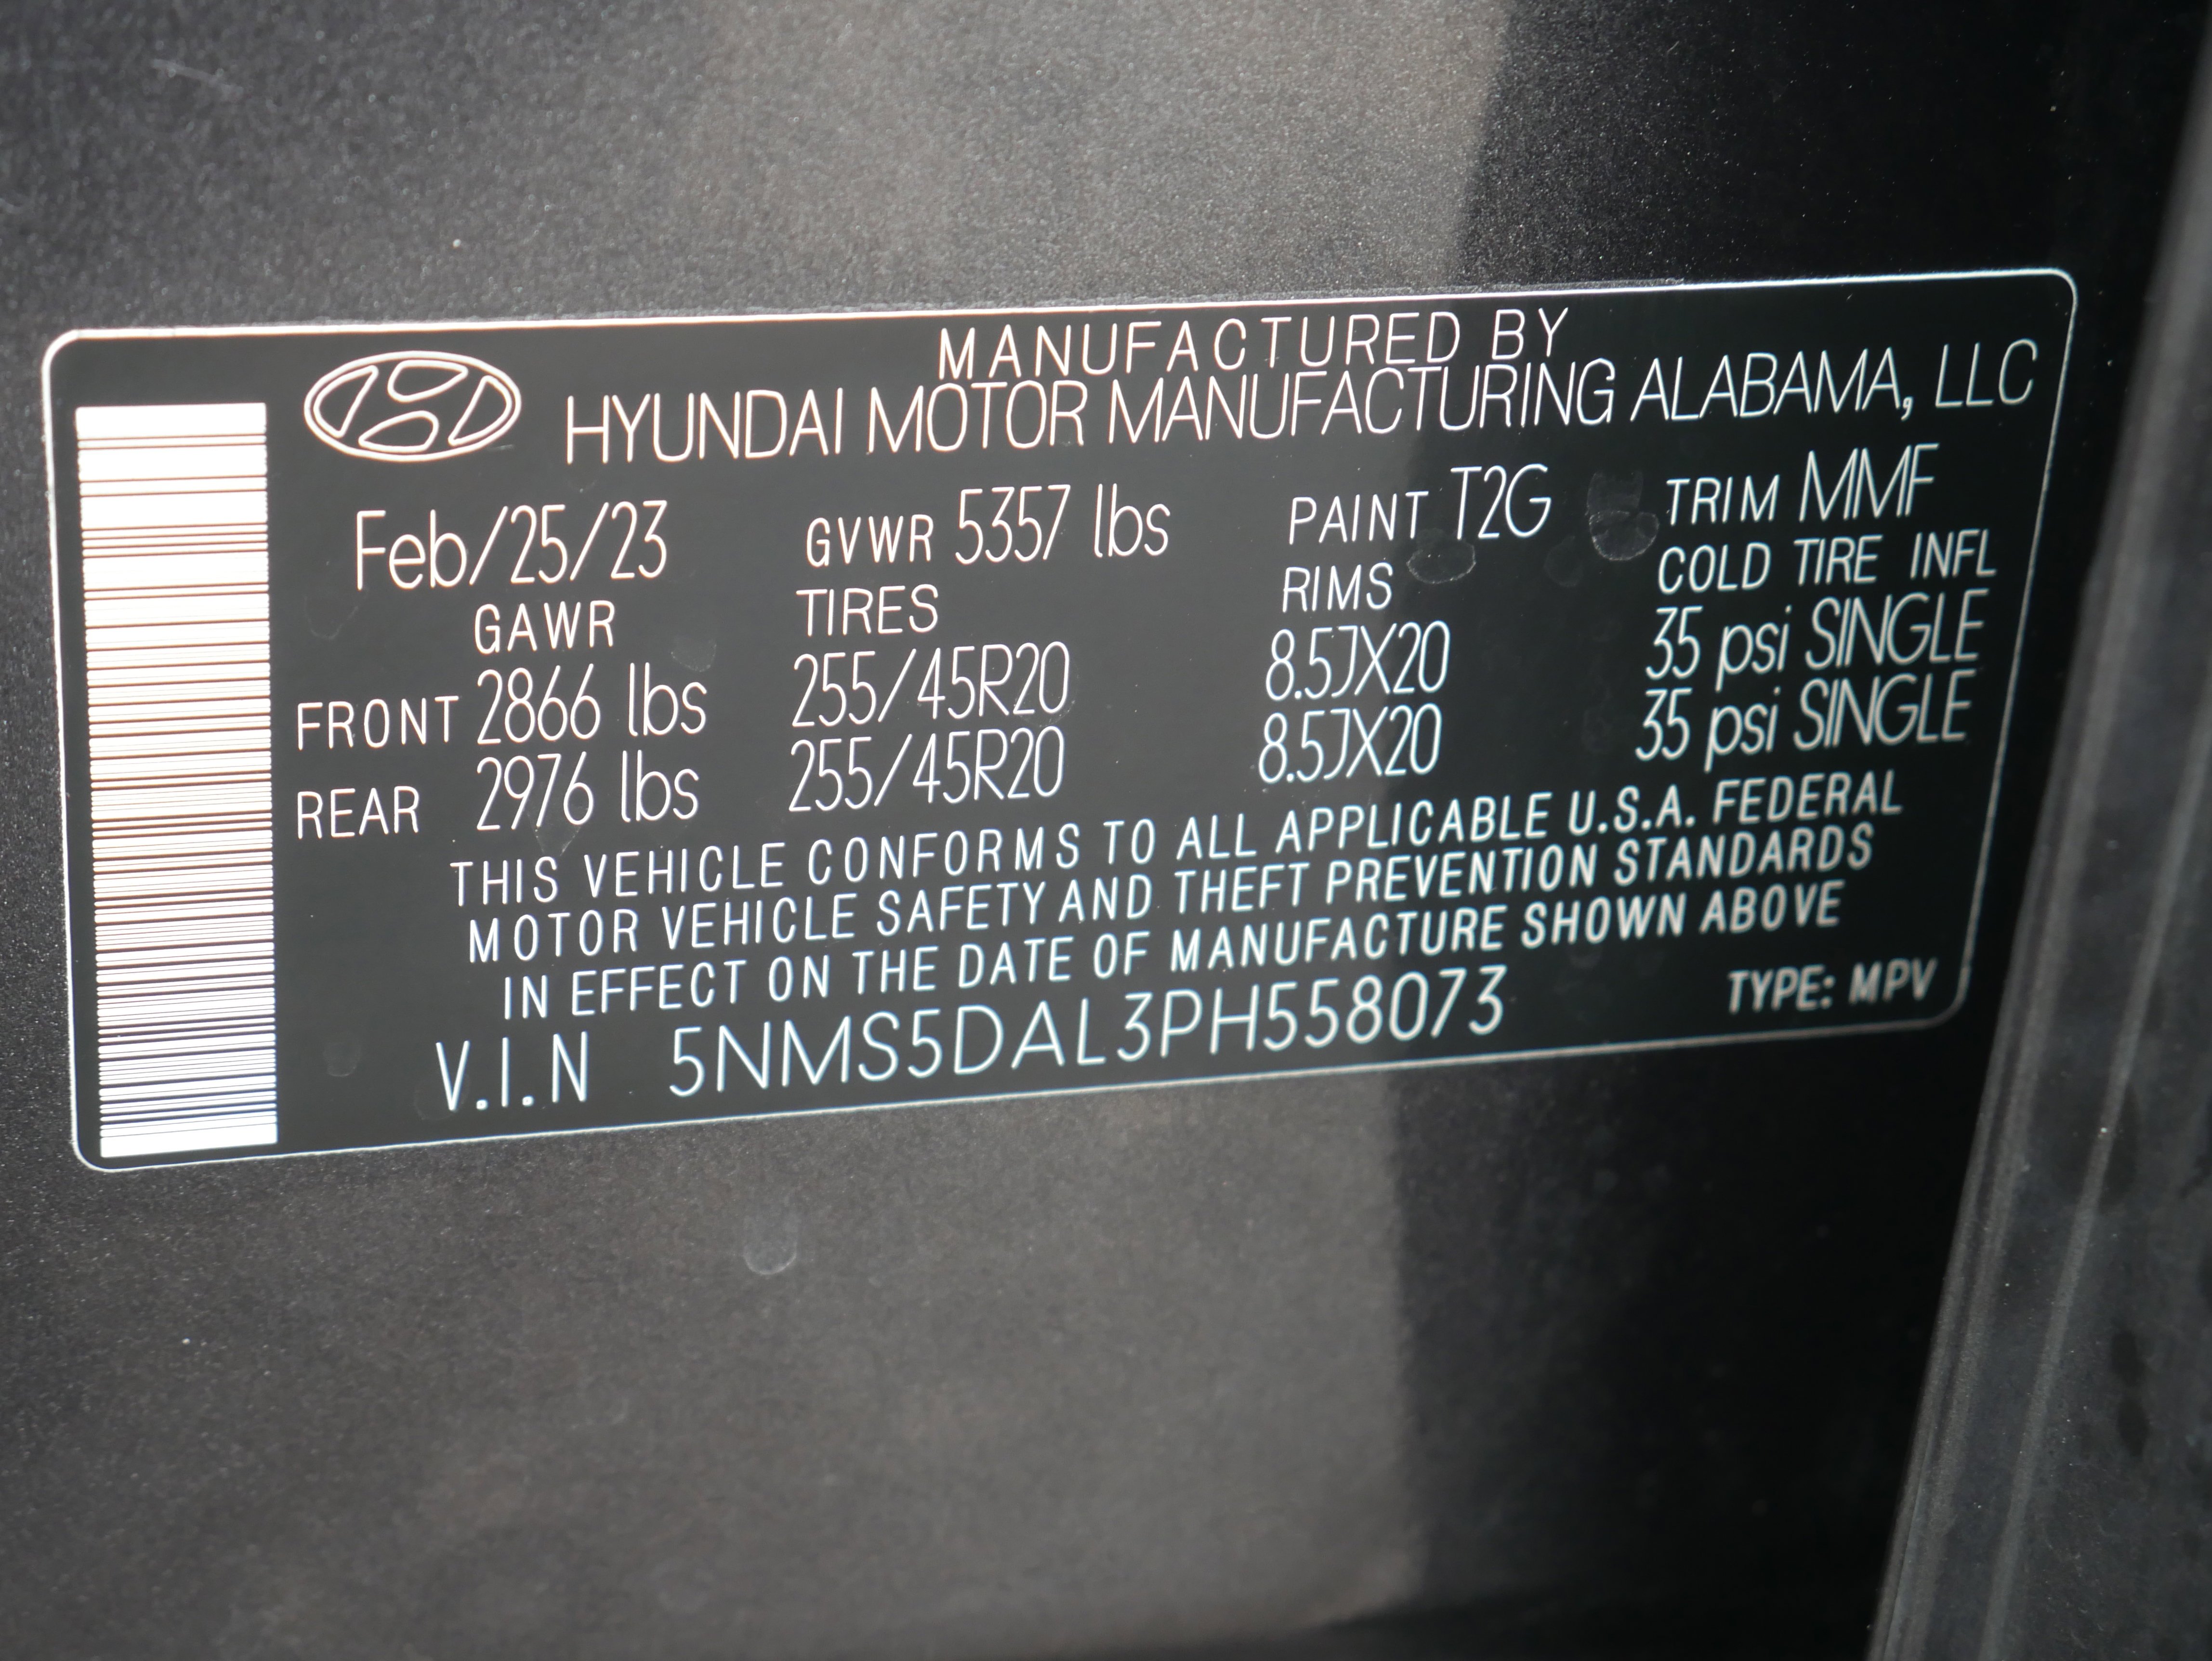 MANUFACTURED BY
HYUNDAI MOTOR MANUFACTURING ALABAMA, LLC
Feb/25/23 GVWR 5357 lbs PAINT T2G TRIM MMF
GAWR TIRES RIMS COLD TIRE INFL
FRONT 2866 lbs 255/45R20 8.5JX20 35 psi SINGLE
REAR 2976 lbs 255/45R20 8.5JX20 35 psi SINGLE
THIS VEHICLE CONFORMS TO ALL APPLICABLE U.S.A. FEDERAL
MOTOR VEHICLE SAFETY AND THEFT PREVENTION STANDARDS
IN EFFECT ON THE DATE OF MANUFACTURE SHOWN ABOVE
V.I.N 5NMS5DAL3PH558073 TYPE: MPV